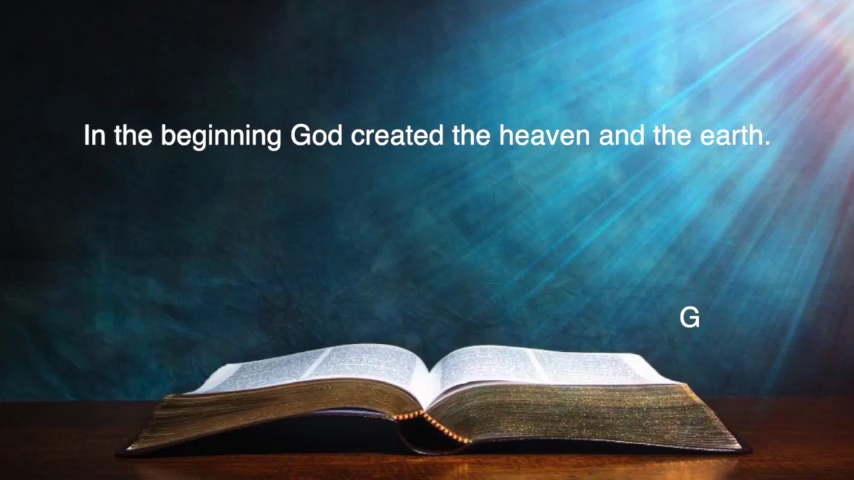 In the beginning God created the heaven and the earth.
G